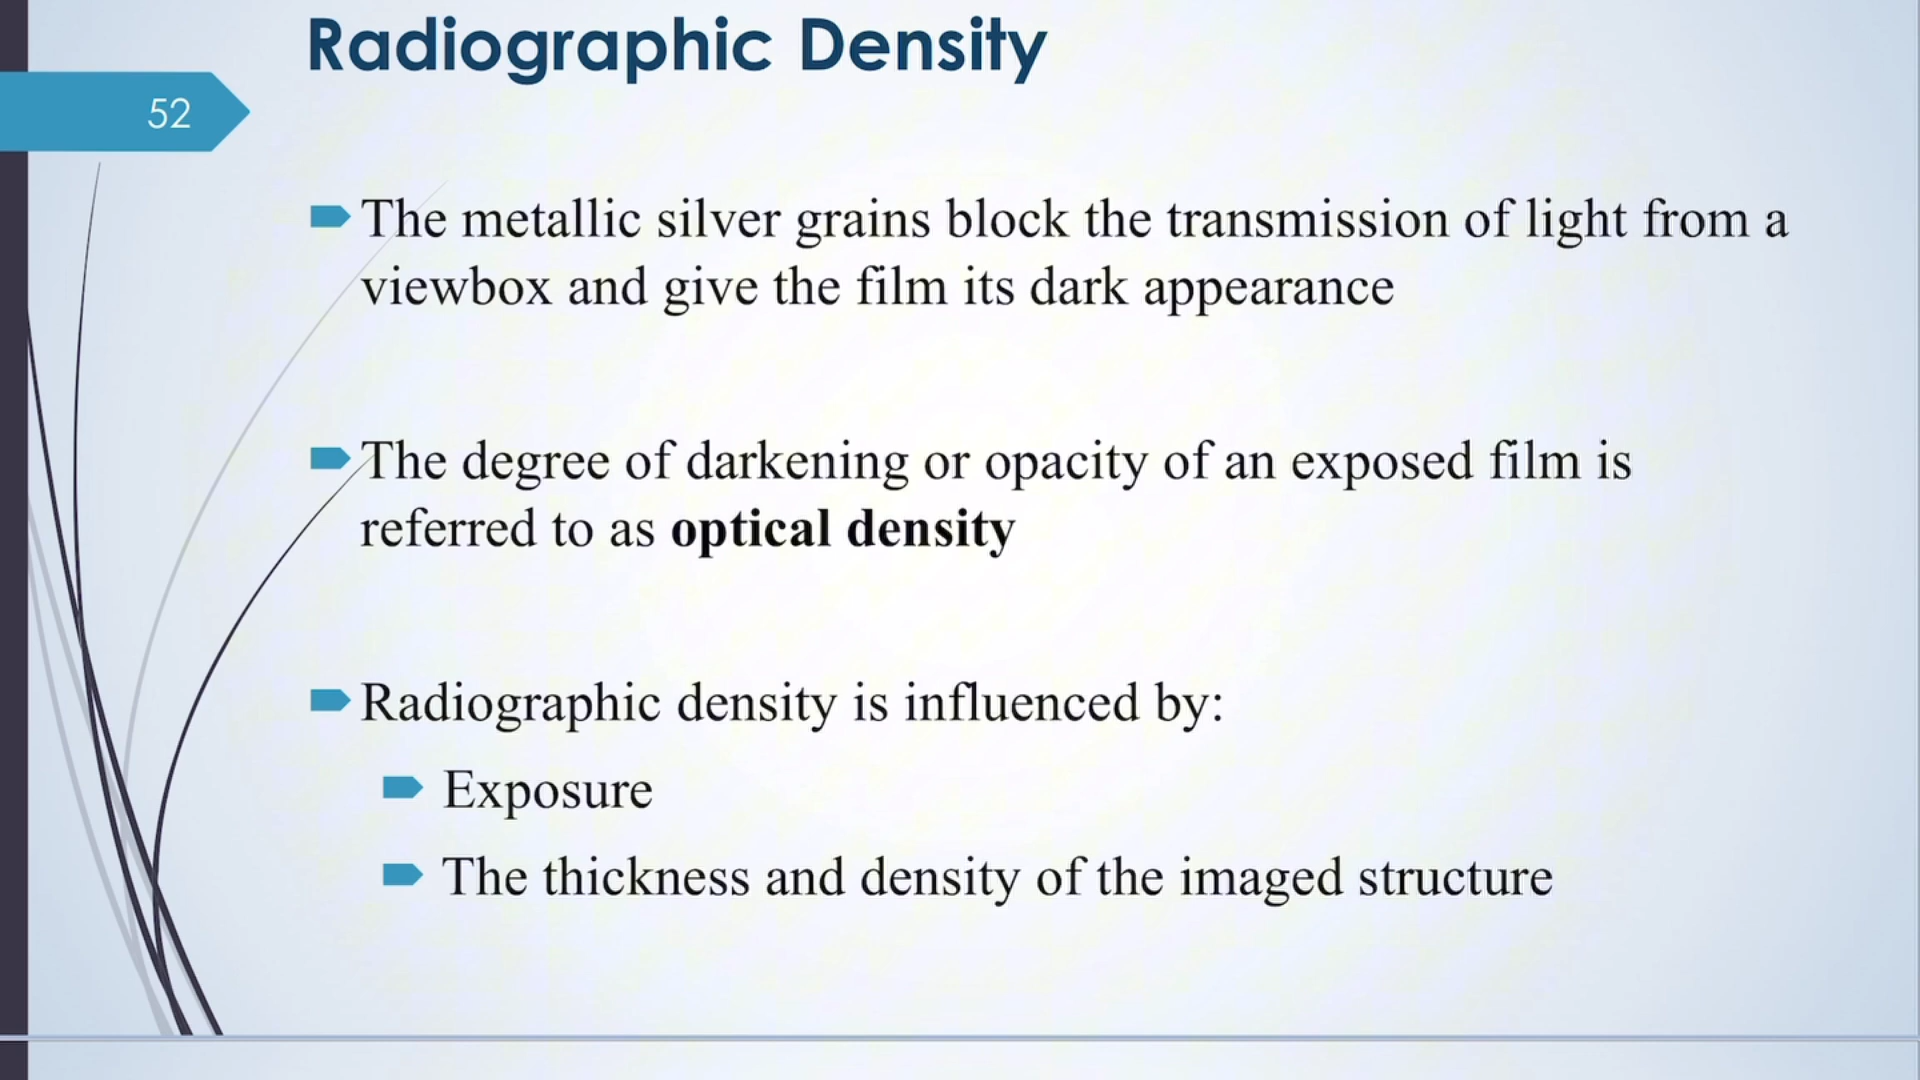 Radiographic Density
52
The metallic silver grains block the transmission of light from a
viewbox and give the film its dark appearance
The degree of darkening or opacity of an exposed film is
referred to as optical density
Radiographic density is influenced by:
Exposure
The thickness and density of the imaged structure